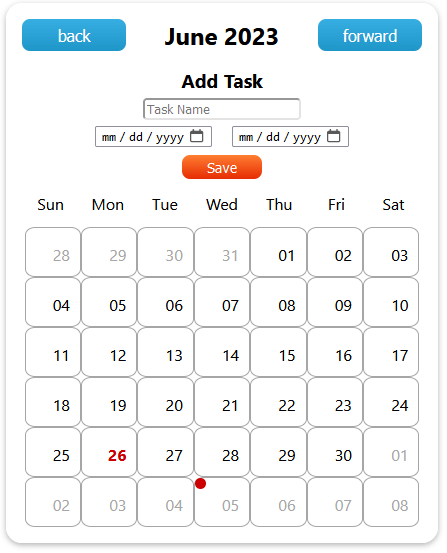 back June 2023 forward
Add Task
Task Name
mm / dd / yyyy mm / dd / yyyy
Save
Sun Mon Tue Wed Thu Fri Sat
28 29 30 31 01 02 03
04 05 06 07 08 09 10
11 12 13 14 15 16 17
18 19 20 21 22 23 24
25 26 27 28 29 30 01
02 03 04 05 06 07 08